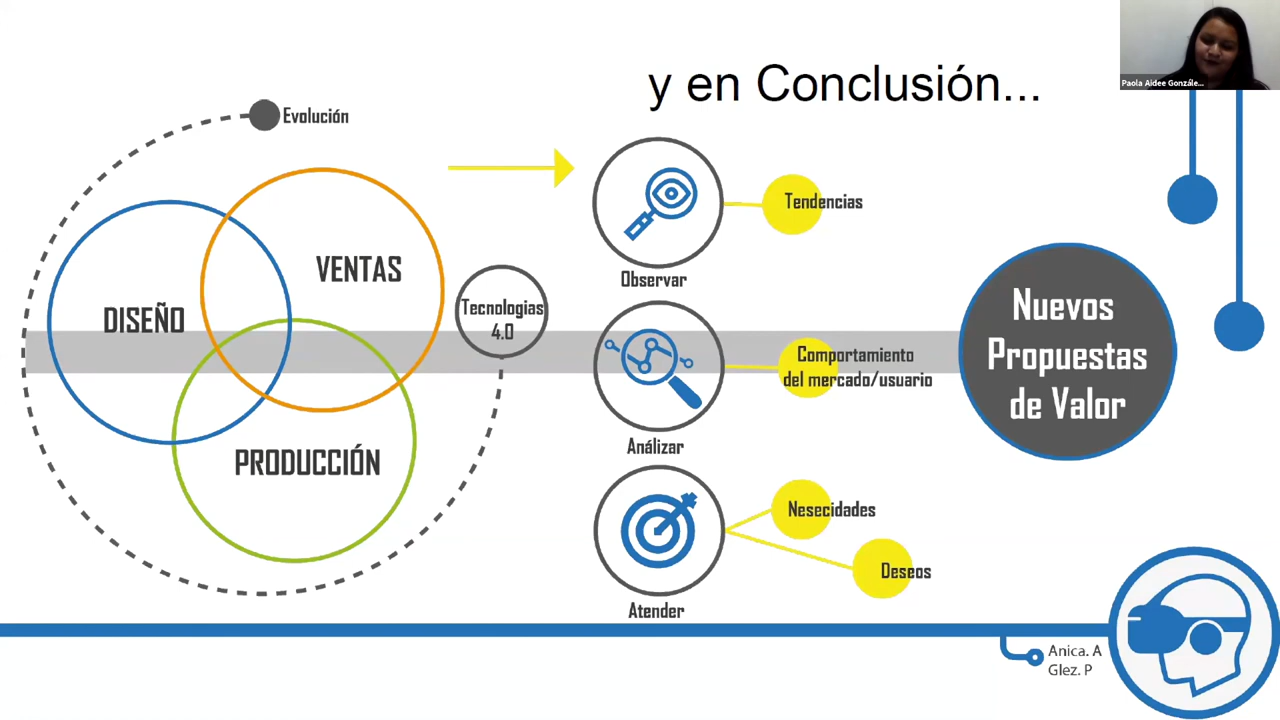 y en Conclusión...
Paola Aidee Gonzále...
Evolución
VENTAS
DISEÑO
PRODUCCIÓN
Tecnologias
4.0
Observar
Tendencias
Análizar
Comportamiento
del mercado/usuario
Atender
Nesecidades
Deseos
Nuevos
Propuestas
de Valor
Anica. A
Glez. P